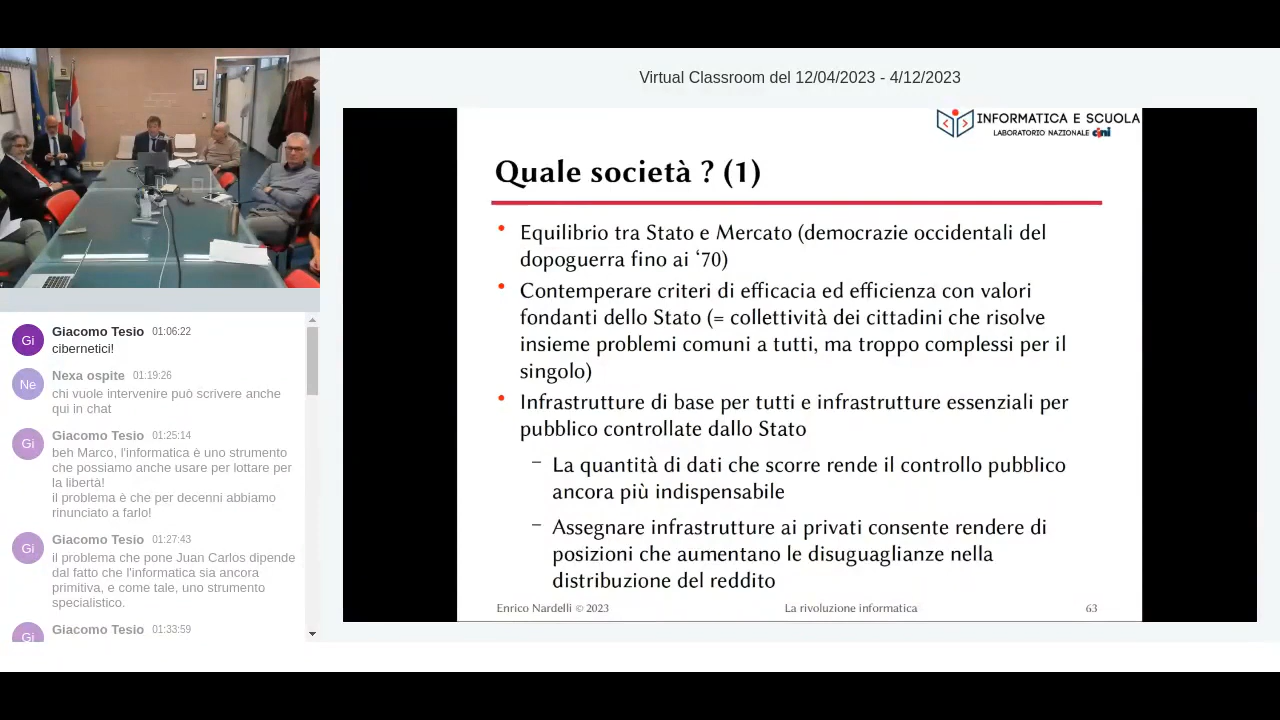 Virtual Classroom del 12/04/2023 - 4/12/2023
INFORMATICA E SCUOLA
LABORATORIO NAZIONALE cini
Quale società ? (1)
• Equilibrio tra Stato e Mercato (democrazie occidentali del
dopoguerra fino ai ‘70)
• Contemperare criteri di efficacia ed efficienza con valori
fondanti dello Stato (= collettività dei cittadini che risolve
insieme problemi comuni a tutti, ma troppo complessi per il
singolo)
• Infrastrutture di base per tutti e infrastrutture essenziali per
pubblico controllate dallo Stato
– La quantità di dati che scorre rende il controllo pubblico
ancora più indispensabile
– Assegnare infrastrutture ai privati consente rendere di
posizioni che aumentano le disuguaglianze nella
distribuzione del reddito
Enrico Nardelli © 2023 La rivoluzione informatica 63
Gi Giacomo Tesio 01:06:22
cibernetici!
Ne Nexa ospite 01:19:26
chi vuole intervenire può scrivere anche
qui in chat
Gi Giacomo Tesio 01:25:14
beh Marco, l'informatica è uno strumento
che possiamo anche usare per lottare per
la libertà!
il problema è che per decenni abbiamo
rinunciato a farlo!
Gi Giacomo Tesio 01:27:43
il problema che pone Juan Carlos dipende
dal fatto che l'informatica sia ancora
primitiva, e come tale, uno strumento
specialistico.
Gi Giacomo Tesio 01:33:59